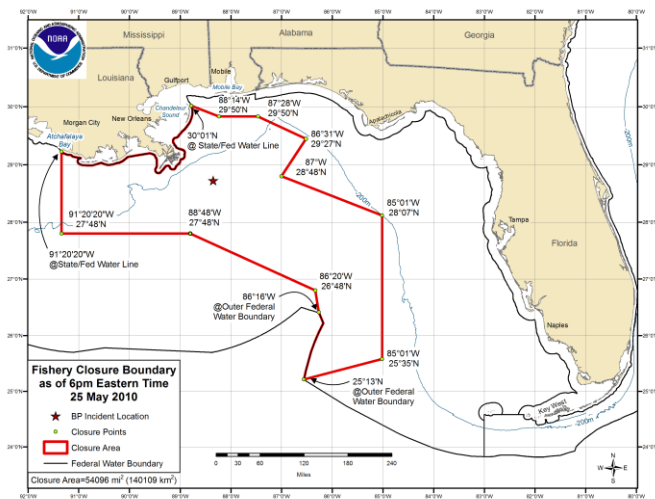 92°0'W 91°0'W 90°0'W 89°0'W 88°0'W 87°0'W 86°0'W 85°0'W 84°0'W 83°0'W 82°0'W 81°0'W 80°0'W
31°0'N
30°0'N
29°0'N
28°0'N
27°0'N
26°0'N
25°0'N
24°0'N
NOAA
Mississippi
Alabama
Georgia
Louisiana
Gulfport
Mobile
Mobile Bay
Chandeleur
Sound
New Orleans
Morgan City
Atchafalaya
Bay
Apalachicola
88°14'W
29°50'N
87°28'W
29°50'N
30°01'N
@ State/Fed Water Line
86°31'W
29°27'N
87°W
28°48'N
-200m
85°01'W
28°07'N
91°20'20"W
27°48'N
88°48'W
27°48'N
91°20'20"W
@State/Fed Water Line
86°20'W
26°48'N
86°16'W
@Outer Federal
Water Boundary
85°01'W
25°35'N
25°13'N
@Outer Federal
Water Boundary
Tampa
Florida
Naples
Key West
-200m
Fishery Closure Boundary
as of 6pm Eastern Time
25 May 2010
BP Incident Location
Closure Points
Closure Area
Federal Water Boundary
Closure Area=54096 mi² (140109 km²)
0 30 60 120 180 240
Miles
N
W E
S